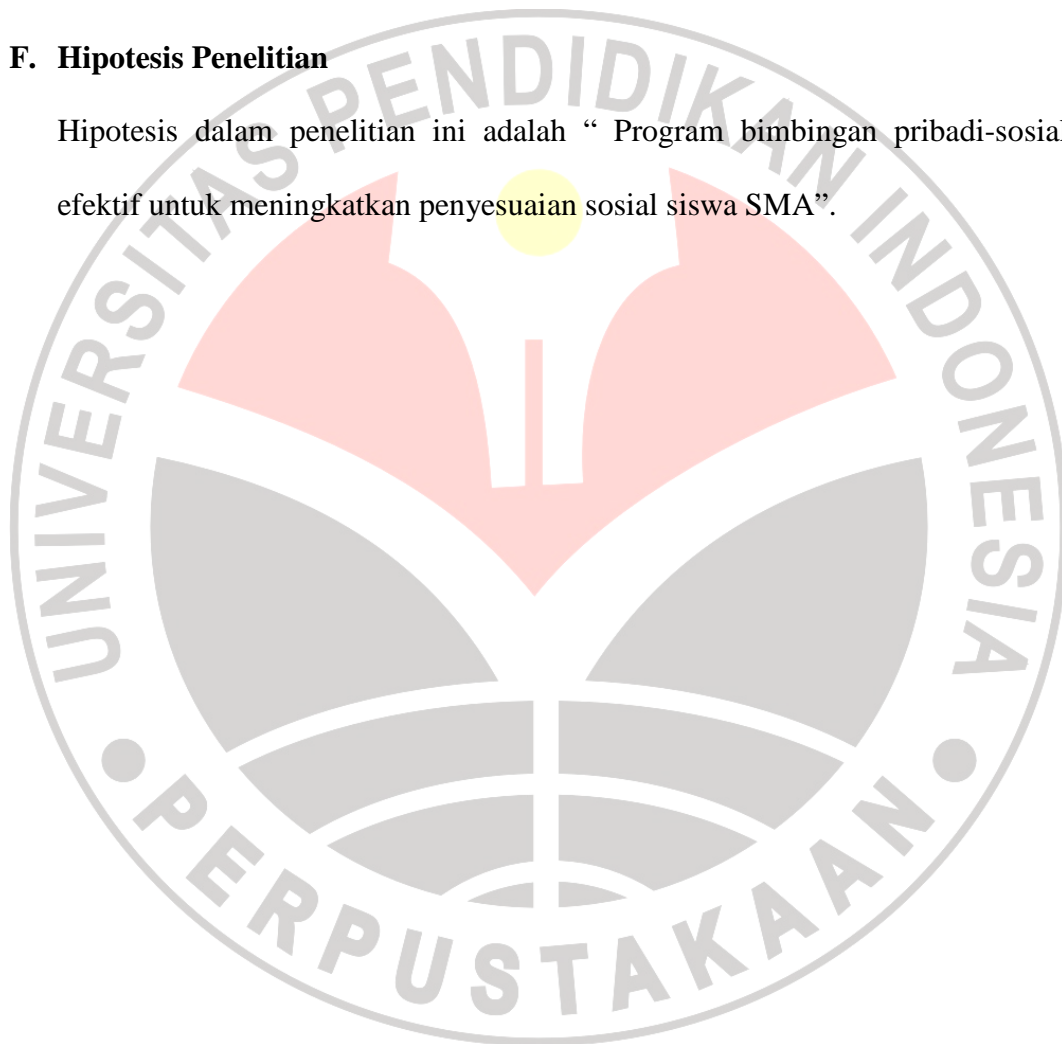 F. Hipotesis Penelitian
Hipotesis dalam penelitian ini adalah “ Program bimbingan pribadi-sosial
efektif untuk meningkatkan penyesuaian sosial siswa SMA”.
UNIVERSITAS PENDIDIKAN INDONESIA
PERPUSTAKAAN